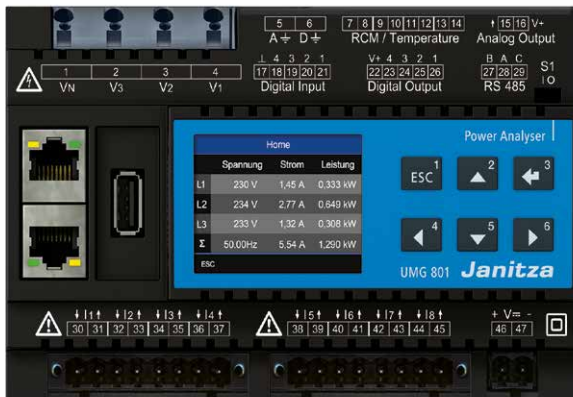 5 6
A D
7 8 9 10 11 12 13 14
RCM / Temperature
15 16 V+
Analog Output
1 2 3 4
VN V3 V2 V1
⊥ 4 3 2 1
17 18 19 20 21
Digital Input
V+ 4 3 2 1
22 23 24 25 26
Digital Output
B A C
27 28 29
RS 485
S1
I O
Power Analyser
Home
Spannung Strom Leistung
L1 230 V 1,45 A 0,333 kW
L2 234 V 2,77 A 0,649 kW
L3 233 V 1,32 A 0,308 kW
Σ 50.00Hz 5,54 A 1,290 kW
ESC
ESC 1
2
3
4
5
6
UMG 801 Janitza
I1 I2 I3 I4
30 31 32 33 34 35 36 37
I5 I6 I7 I8
38 39 40 41 42 43 44 45
+ V -
46 47